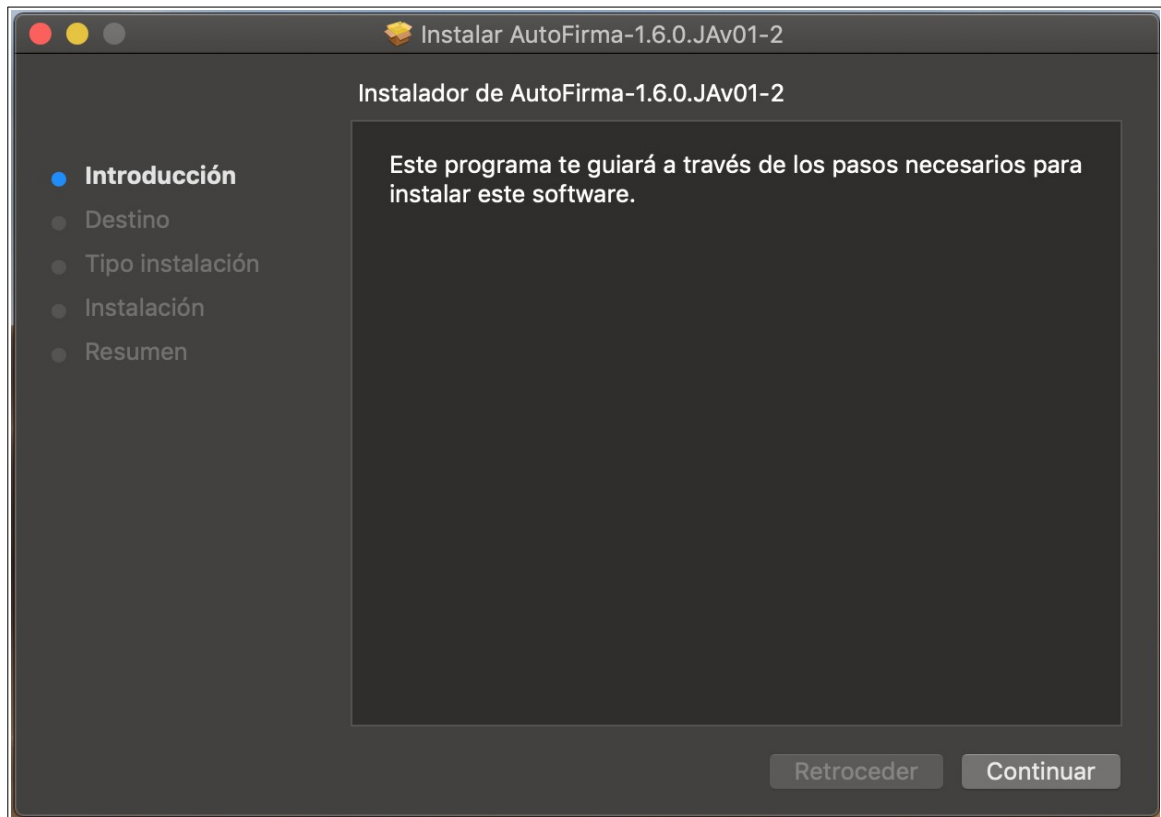 Instalar AutoFirma-1.6.0.JAv01-2
Instalador de AutoFirma-1.6.0.JAv01-2
Introducción
Destino
Tipo instalación
Instalación
Resumen
Este programa te guiará a través de los pasos necesarios para
instalar este software.
Retroceder
Continuar